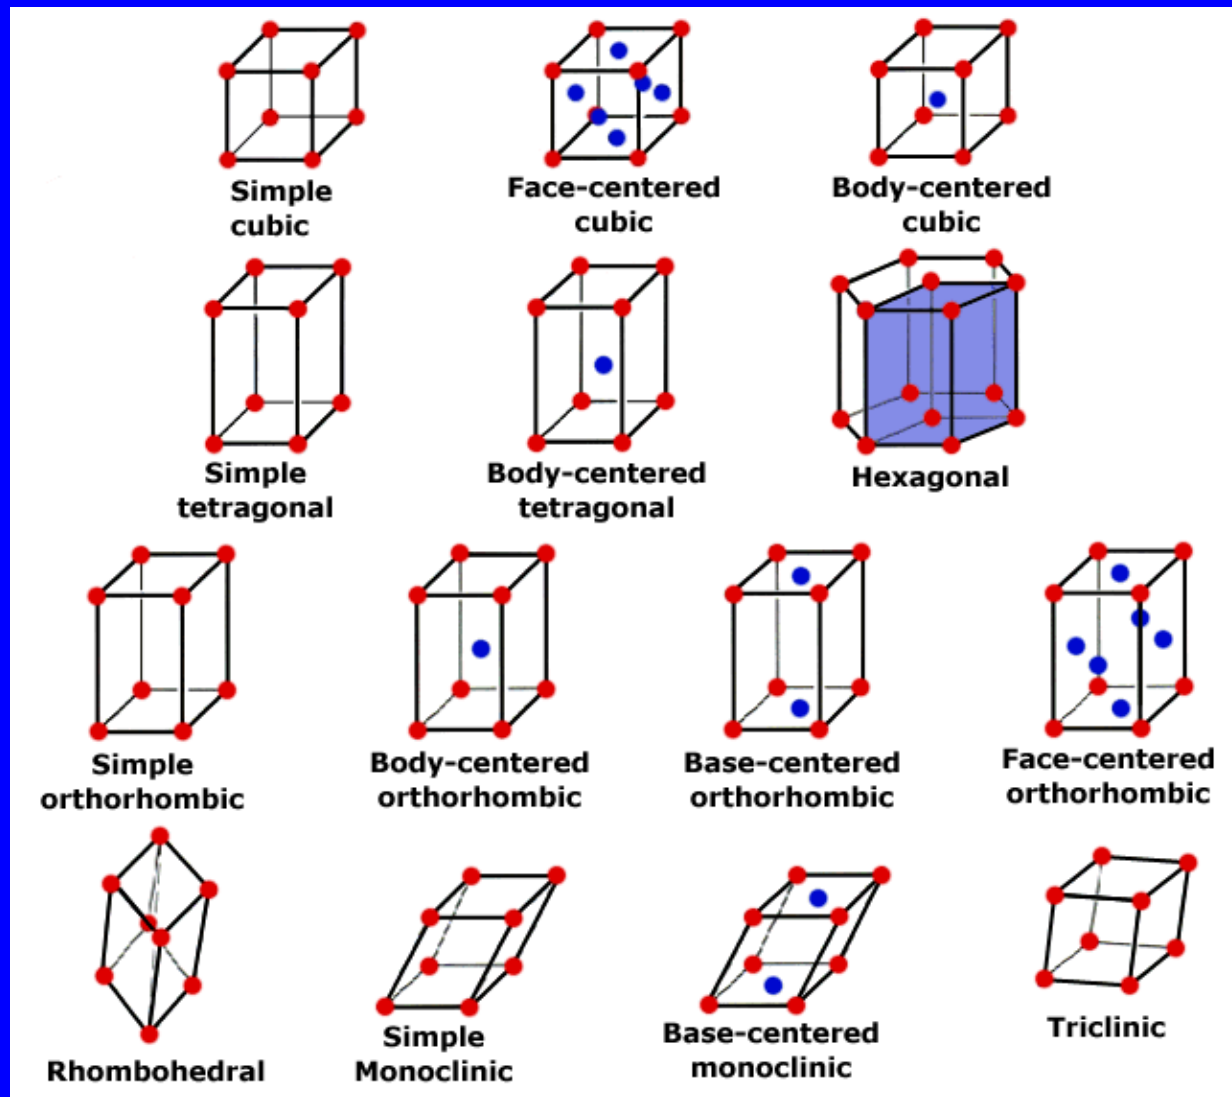 Simple
cubic
Face-centered
cubic
Body-centered
cubic
Simple
tetragonal
Body-centered
tetragonal
Hexagonal
Simple
orthorhombic
Body-centered
orthorhombic
Base-centered
orthorhombic
Face-centered
orthorhombic
Rhombohedral
Simple
Monoclinic
Base-centered
monoclinic
Triclinic